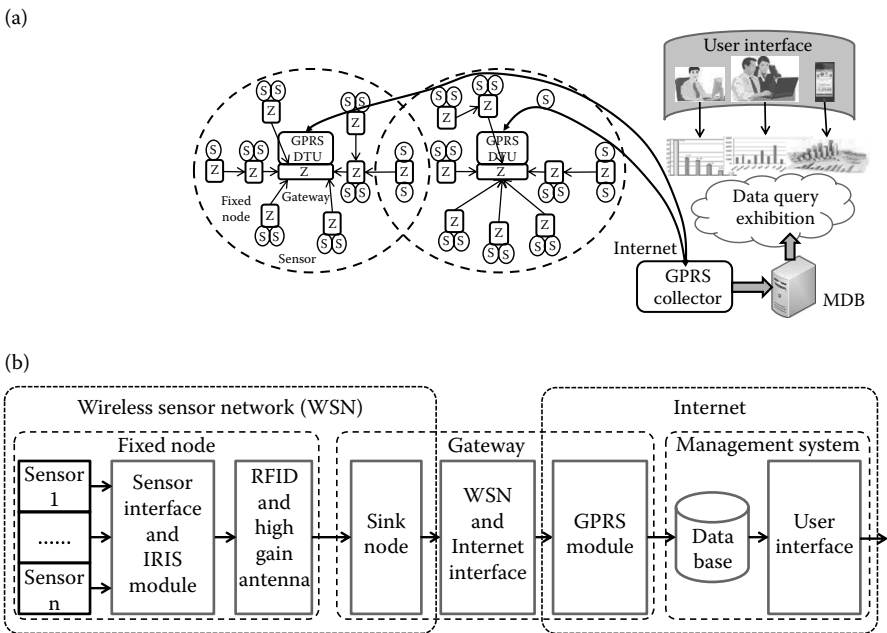 (a)
User interface
S S
Z
S S
Z
S S
Z
S
S S
Z
GPRS
DTU
Z
GPRS
DTU
Z
S
Z
S S
Z
Z
S S
S
Z
S
S S
Z
Z
S S
S
Z
S
Fixed
node
Gateway
Z
S S
Z
S S
Sensor
Z
S S
Z
S S
Z
S S
Data query
exhibition
Internet
GPRS
collector
MDB
(b)
Wireless sensor network (WSN)
Internet
Fixed node
Gateway
Management system
Sensor
1
......
Sensor
n
Sensor
interface
and
IRIS
module
RFID
and
high
gain
antenna
Sink
node
WSN
and
Internet
interface
GPRS
module
Data
base
User
interface